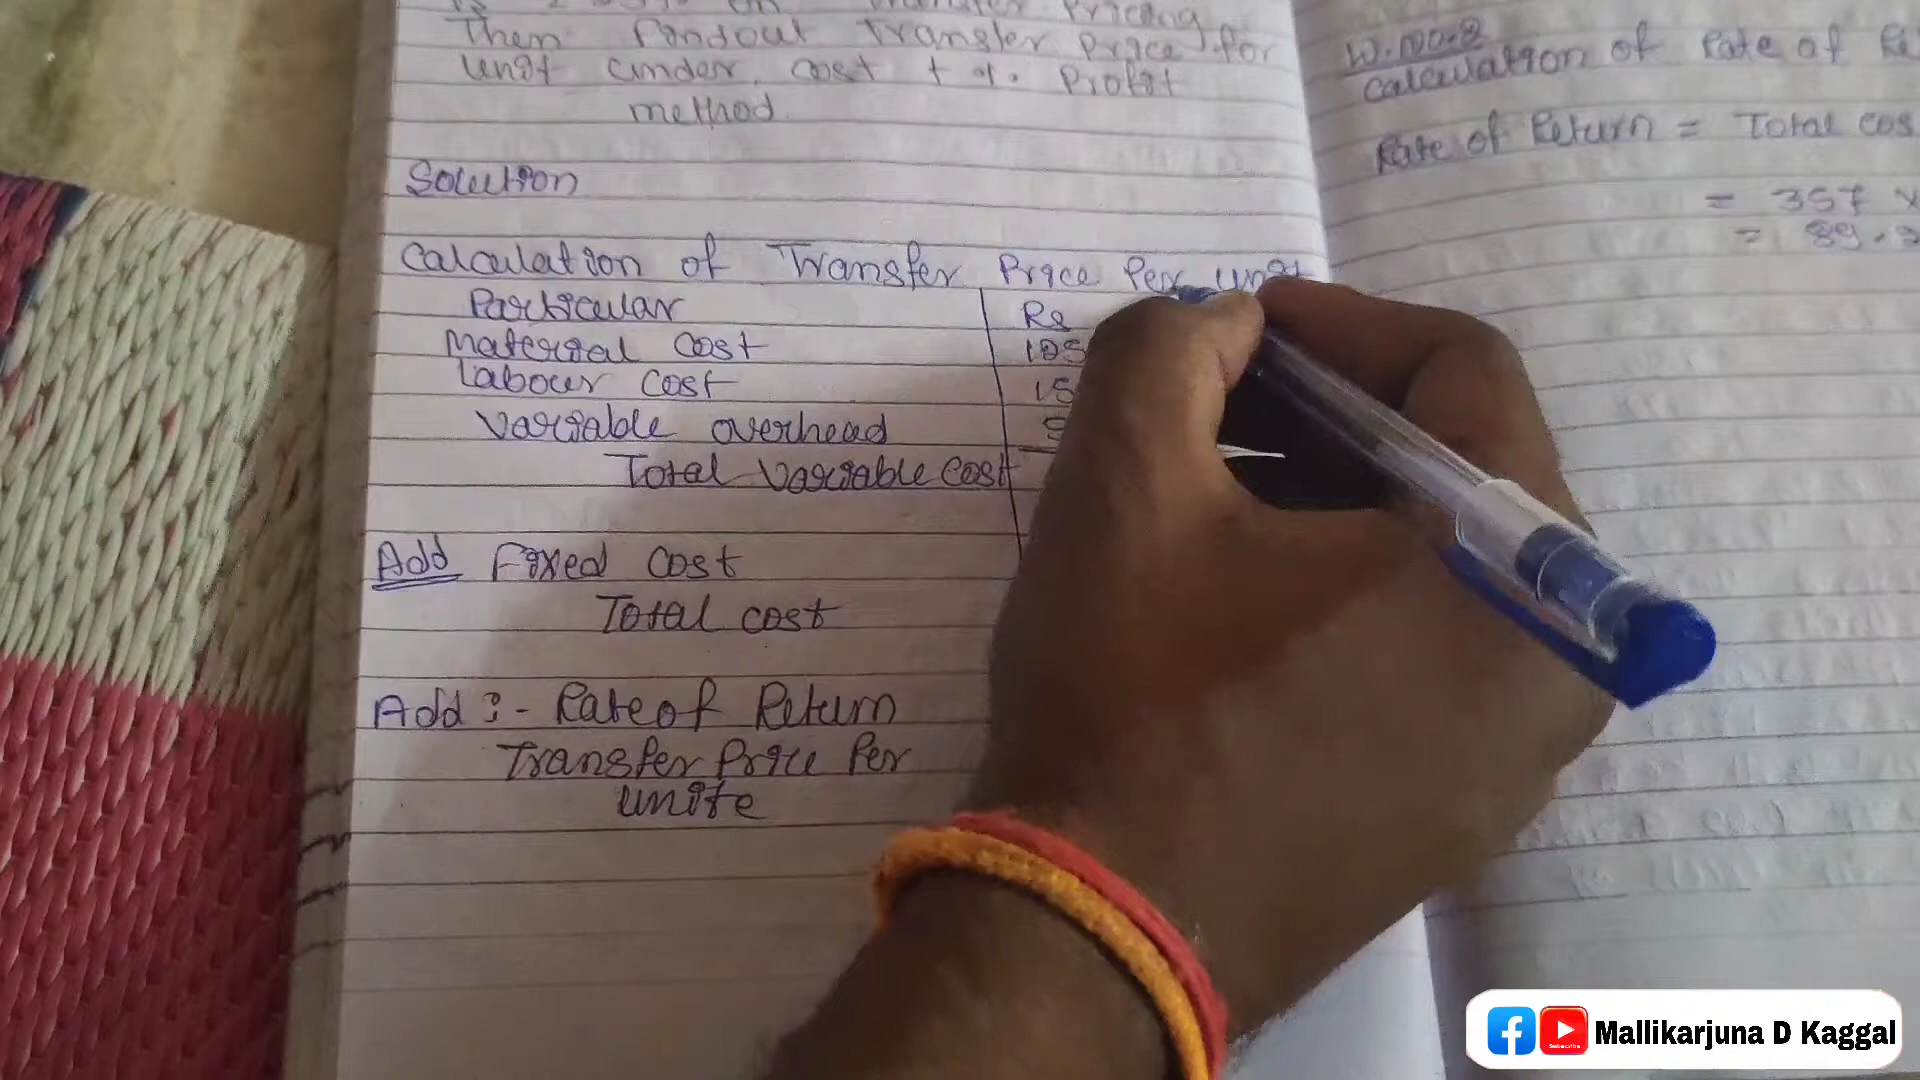 Then Findout Transfer Price for
Unit under cost + %. Profit
method.
Solution
Calculation of Transfer Price Per Unit
Particular Rs
Material cost
Labour cost
Variable overhead
Total Variable Cost
Add Fixed Cost
Total cost
Add :- Rate of Return
Transfer Price Per
unite
W.no.2
calculation of Rate of
Rate of Return = Total
= 357
= 89.
Mallikarjuna D Kaggal